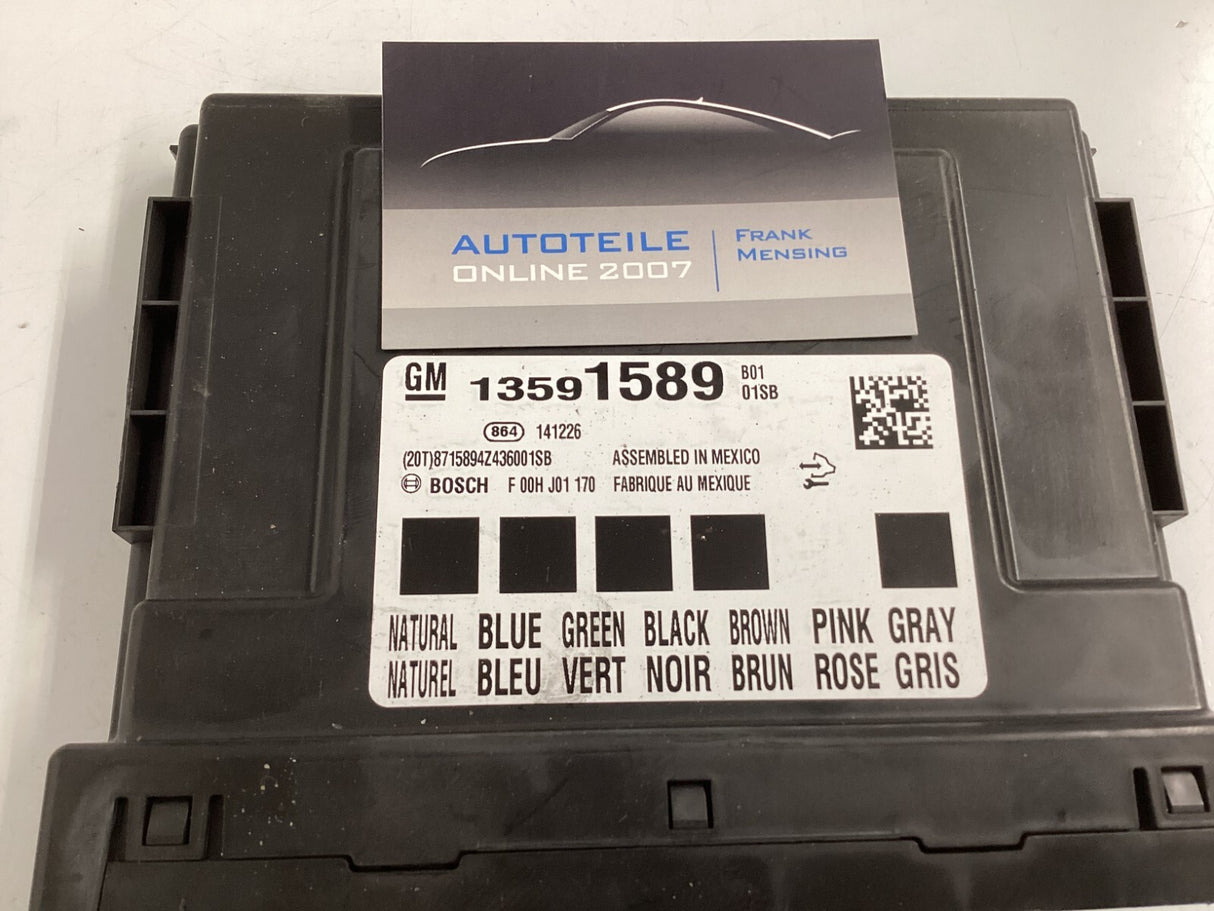 AUTOTEILE
ONLINE 2007
FRANK
MENSING
GM 13591589 B01
01SB
864 141226
(20T)8715894Z436001SB ASSEMBLED IN MEXICO
BOSCH F 00H J01 170 FABRIQUE AU MEXIQUE
NATURAL BLUE GREEN BLACK BROWN PINK GRAY
NATUREL BLEU VERT NOIR BRUN ROSE GRIS